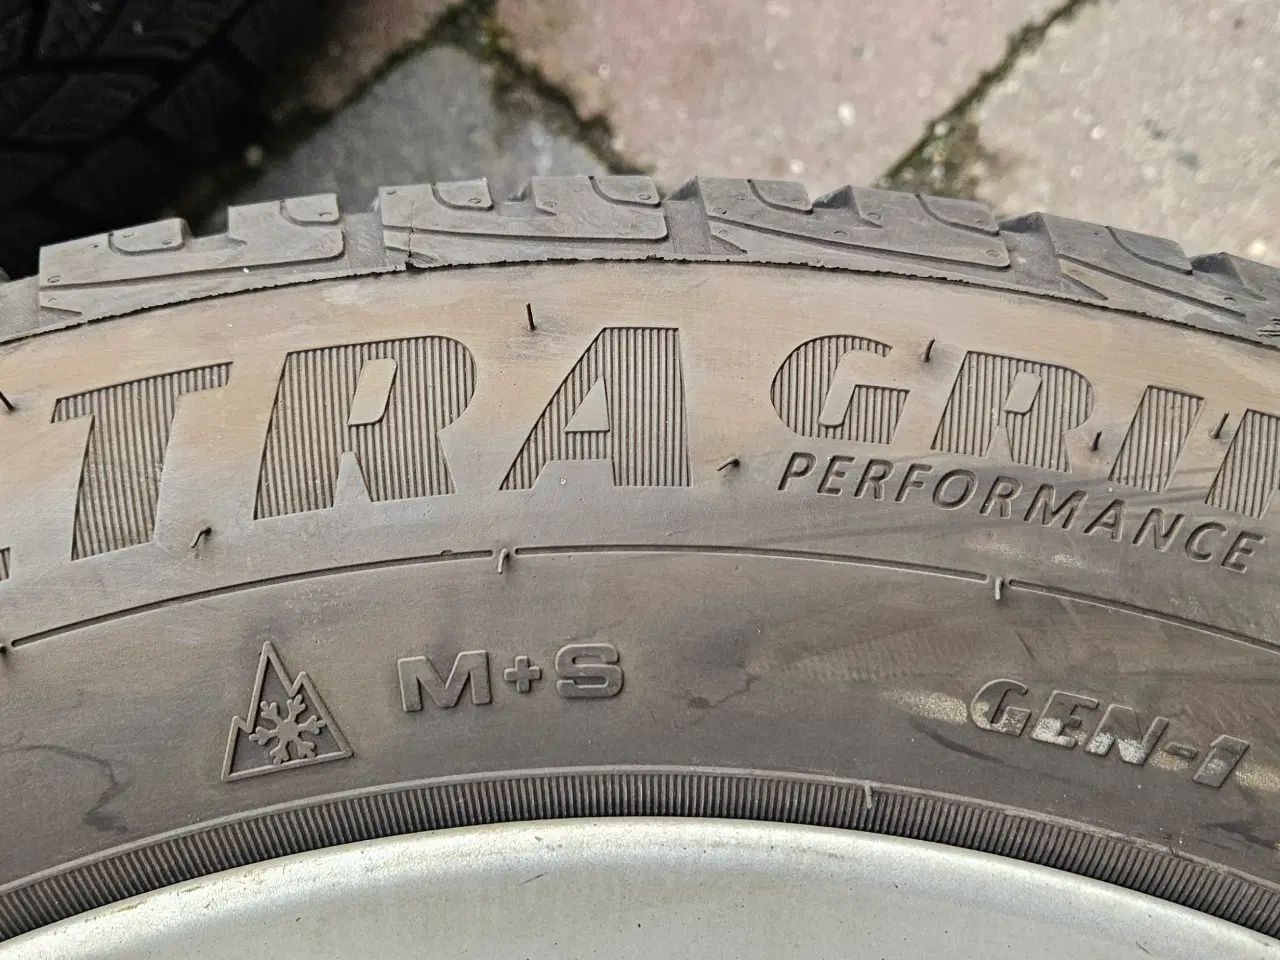 TRA GRI
PERFORMANCE
M+S
GEN-1